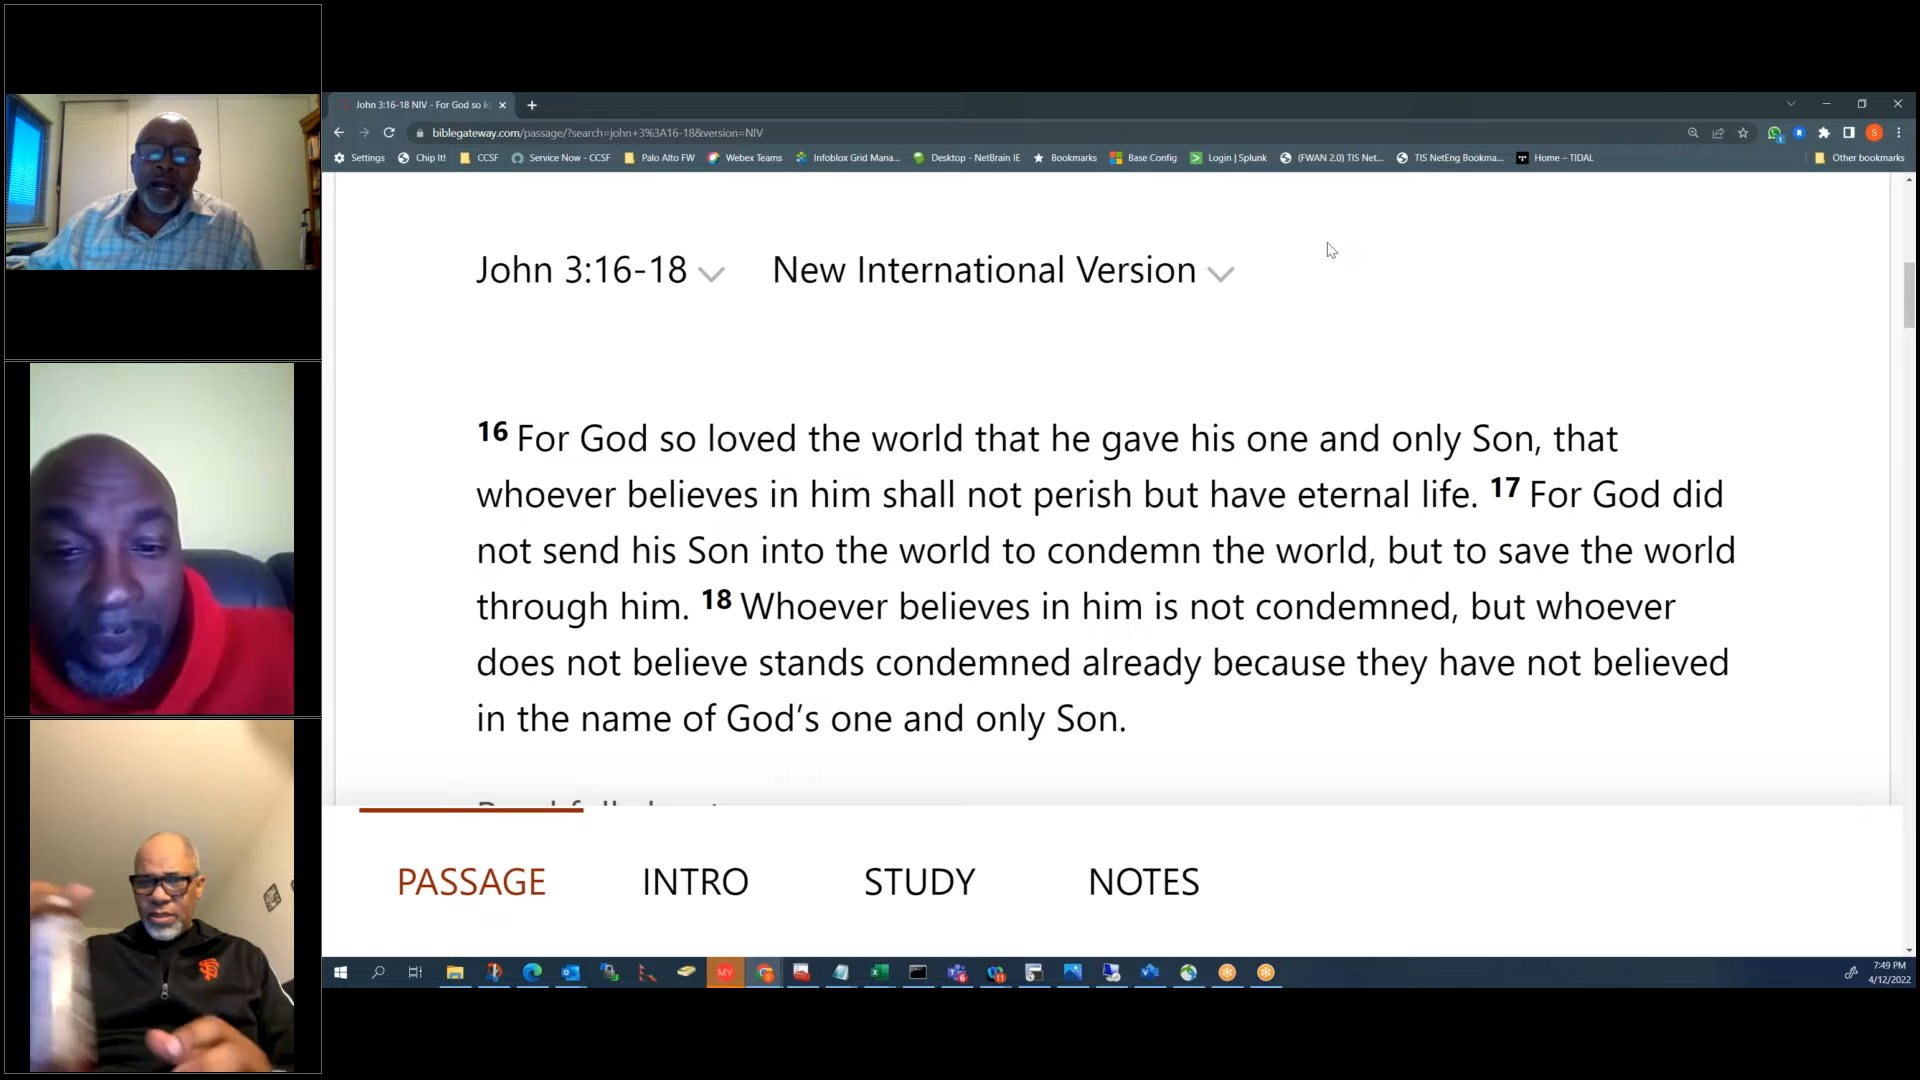 John 3:16-18 NIV - For God so lo
biblegateway.com/passage/?search=john+3%3A16-18&version=NIV
S
Settings Chip It! CCSF Service Now - CCSF Palo Alto FW Webex Teams Infoblox Grid Mana... Desktop - NetBrain IE Bookmarks Base Config Login | Splunk (FWAN 2.0) TIS Net... TIS NetEng Bookma... Home – TIDAL Other bookmarks
John 3:16-18 New International Version
16 For God so loved the world that he gave his one and only Son, that
whoever believes in him shall not perish but have eternal life. 17 For God did
not send his Son into the world to condemn the world, but to save the world
through him. 18 Whoever believes in him is not condemned, but whoever
does not believe stands condemned already because they have not believed
in the name of God’s one and only Son.
PASSAGE INTRO STUDY NOTES
MY
7:49 PM
4/12/2022
SF